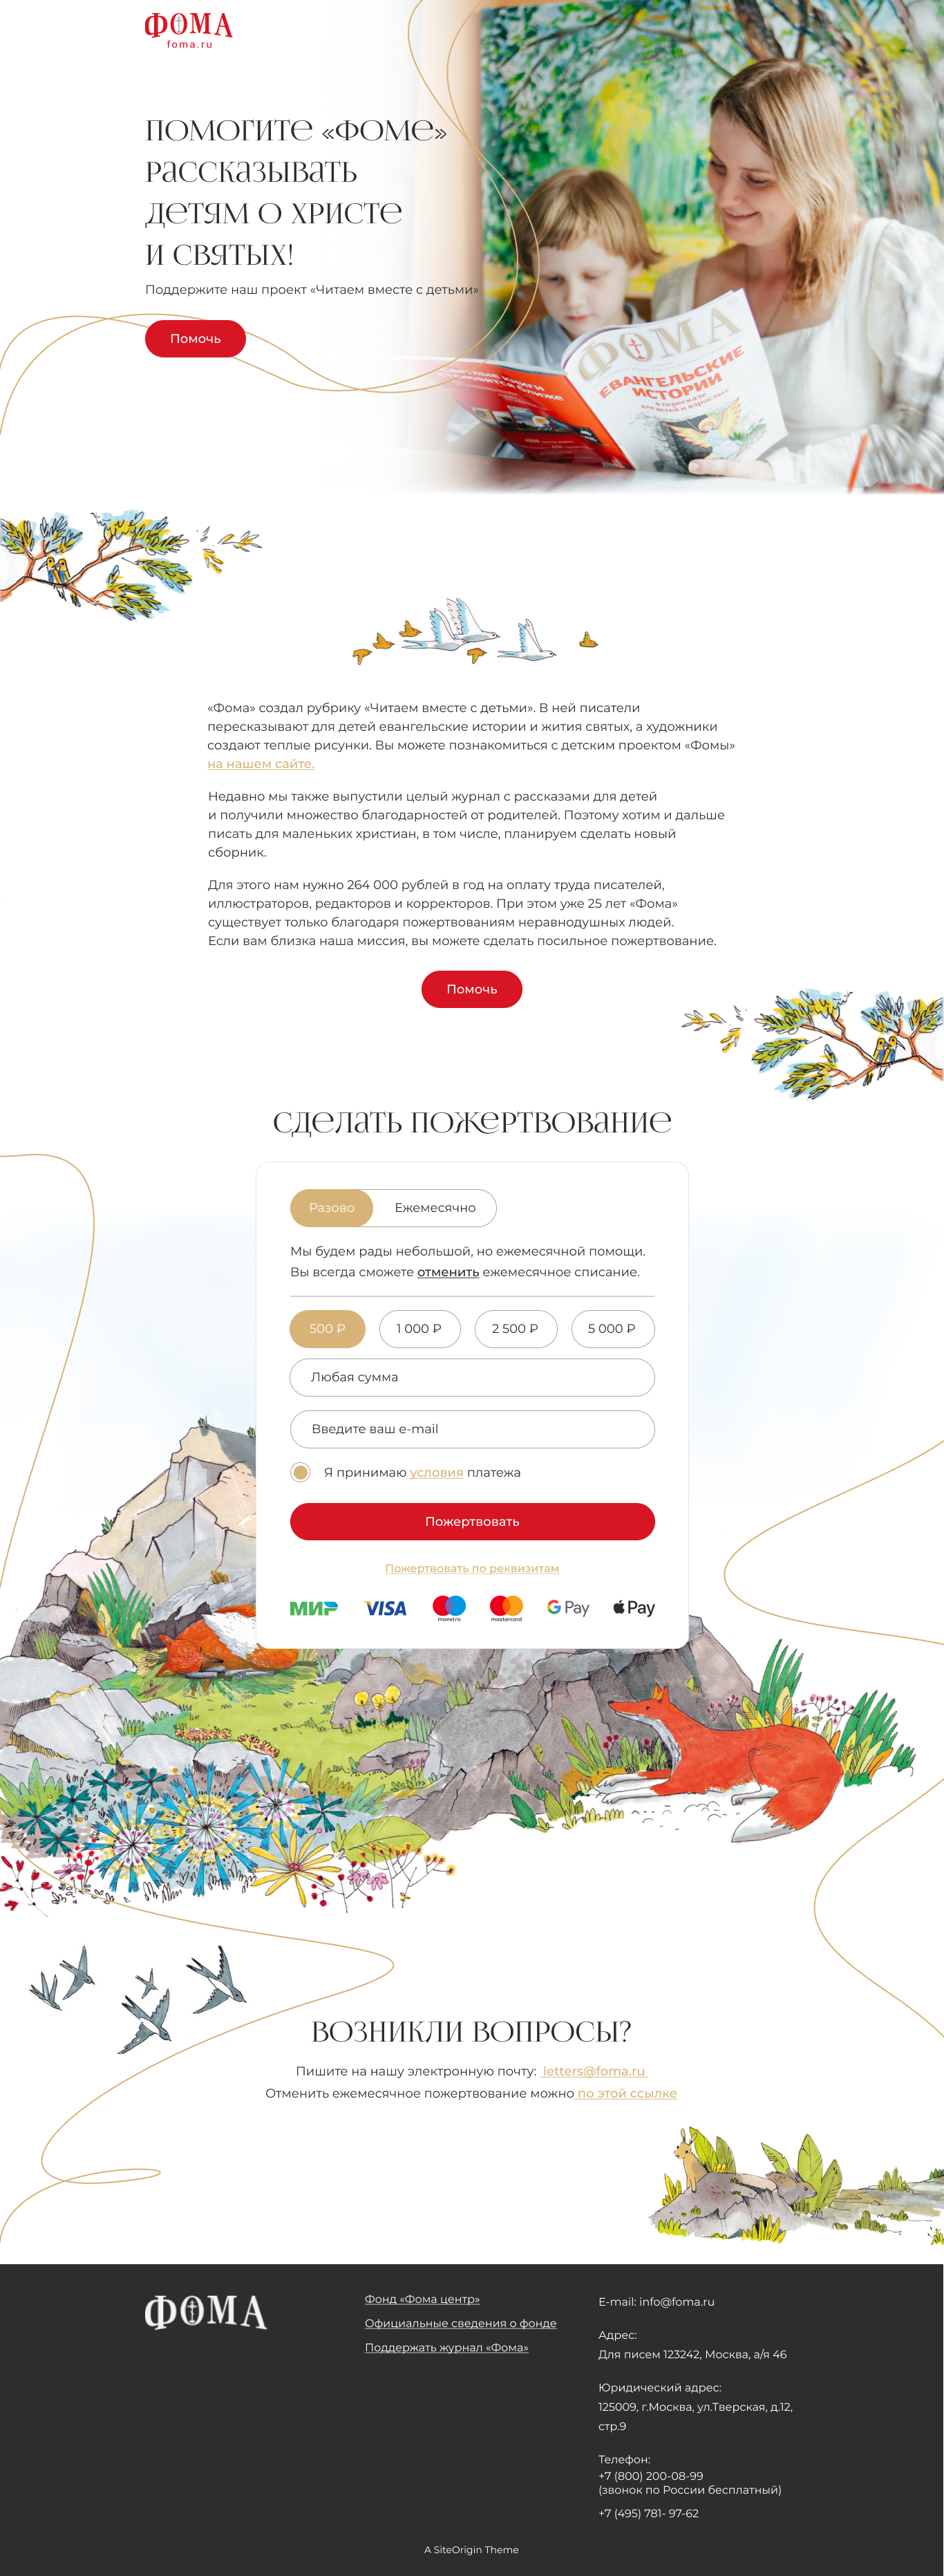 ФОМА
foma.ru
ПОМОГИТЕ «ФОМЕ»
РАССКАЗЫВАТЬ
ДЕТЯМ О ХРИСТЕ
И СВЯТЫХ!
Поддержите наш проект «Читаем вместе с детьми»
Помочь
ФОМА
ЕВАНГЕЛЬСКИЕ
ИСТОРИИ
в пересказе
для детей и взрослых
«Фома» создал рубрику «Читаем вместе с детьми». В ней писатели
пересказывают для детей евангельские истории и жития святых, а художники
создают теплые рисунки. Вы можете познакомиться с детским проектом «Фомы»
на нашем сайте.
Недавно мы также выпустили целый журнал с рассказами для детей
и получили множество благодарностей от родителей. Поэтому хотим и дальше
писать для маленьких христиан, в том числе, планируем сделать новый
сборник.
Для этого нам нужно 264 000 рублей в год на оплату труда писателей,
иллюстраторов, редакторов и корректоров. При этом уже 25 лет «Фома»
существует только благодаря пожертвованиям неравнодушных людей.
Если вам близка наша миссия, вы можете сделать посильное пожертвование.
Помочь
СДЕЛАТЬ ПОЖЕРТВОВАНИЕ
Разово Ежемесячно
Мы будем рады небольшой, но ежемесячной помощи.
Вы всегда сможете отменить ежемесячное списание.
500 ₽ 1 000 ₽ 2 500 ₽ 5 000 ₽
Любая сумма
Введите ваш e-mail
Я принимаю условия платежа
Пожертвовать
Пожертвовать по реквизитам
МИР VISA maestro mastercard G Pay Pay
ВОЗНИКЛИ ВОПРОСЫ?
Пишите на нашу электронную почту: letters@foma.ru
Отменить ежемесячное пожертвование можно по этой ссылке
ФОМА
Фонд «Фома центр»
Официальные сведения о фонде
Поддержать журнал «Фома»
E-mail: info@foma.ru
Адрес:
Для писем 123242, Москва, а/я 46
Юридический адрес:
125009, г.Москва, ул.Тверская, д.12,
стр.9
Телефон:
+7 (800) 200-08-99
(звонок по России бесплатный)
+7 (495) 781- 97-62
A SiteOrigin Theme